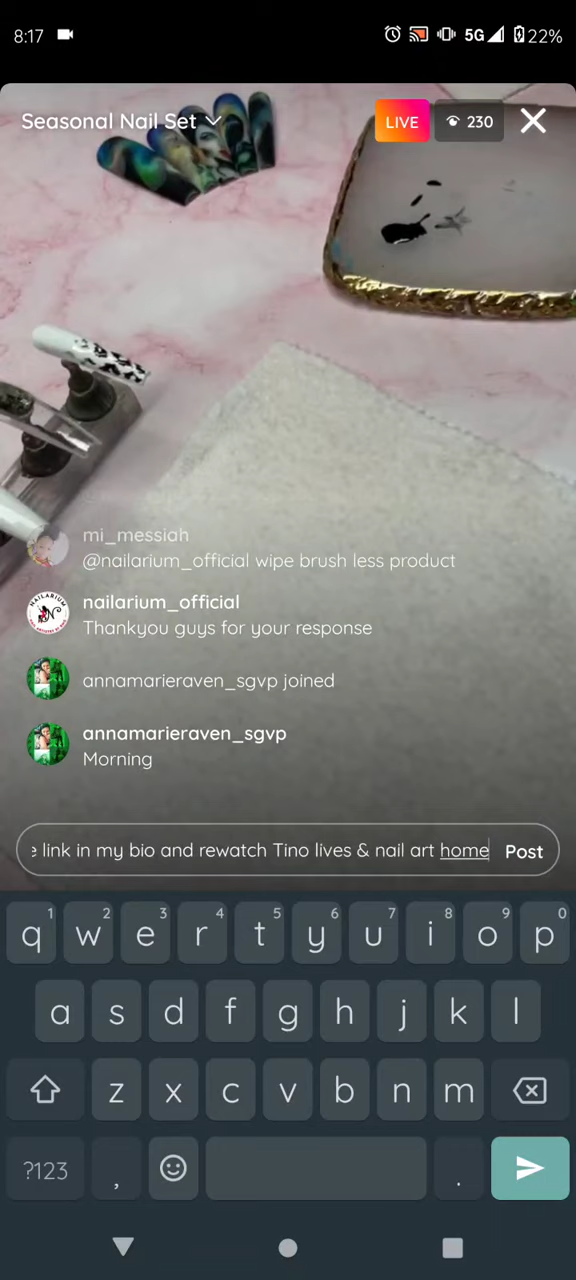 8:17
5G 22%
Seasonal Nail Set
LIVE
230
mi_messiah
@nailarium_official wipe brush less product
NAILARIUM
nailarium_official
Thankyou guys for your response
annamarieraven_sgvp joined
annamarieraven_sgvp
Morning
link in my bio and rewatch Tino lives & nail art home
Post
1 2 3 4 5 6 7 8 9 0
q w e r t y u i o p
a s d f g h j k l
z x c v b n m
?123 , .